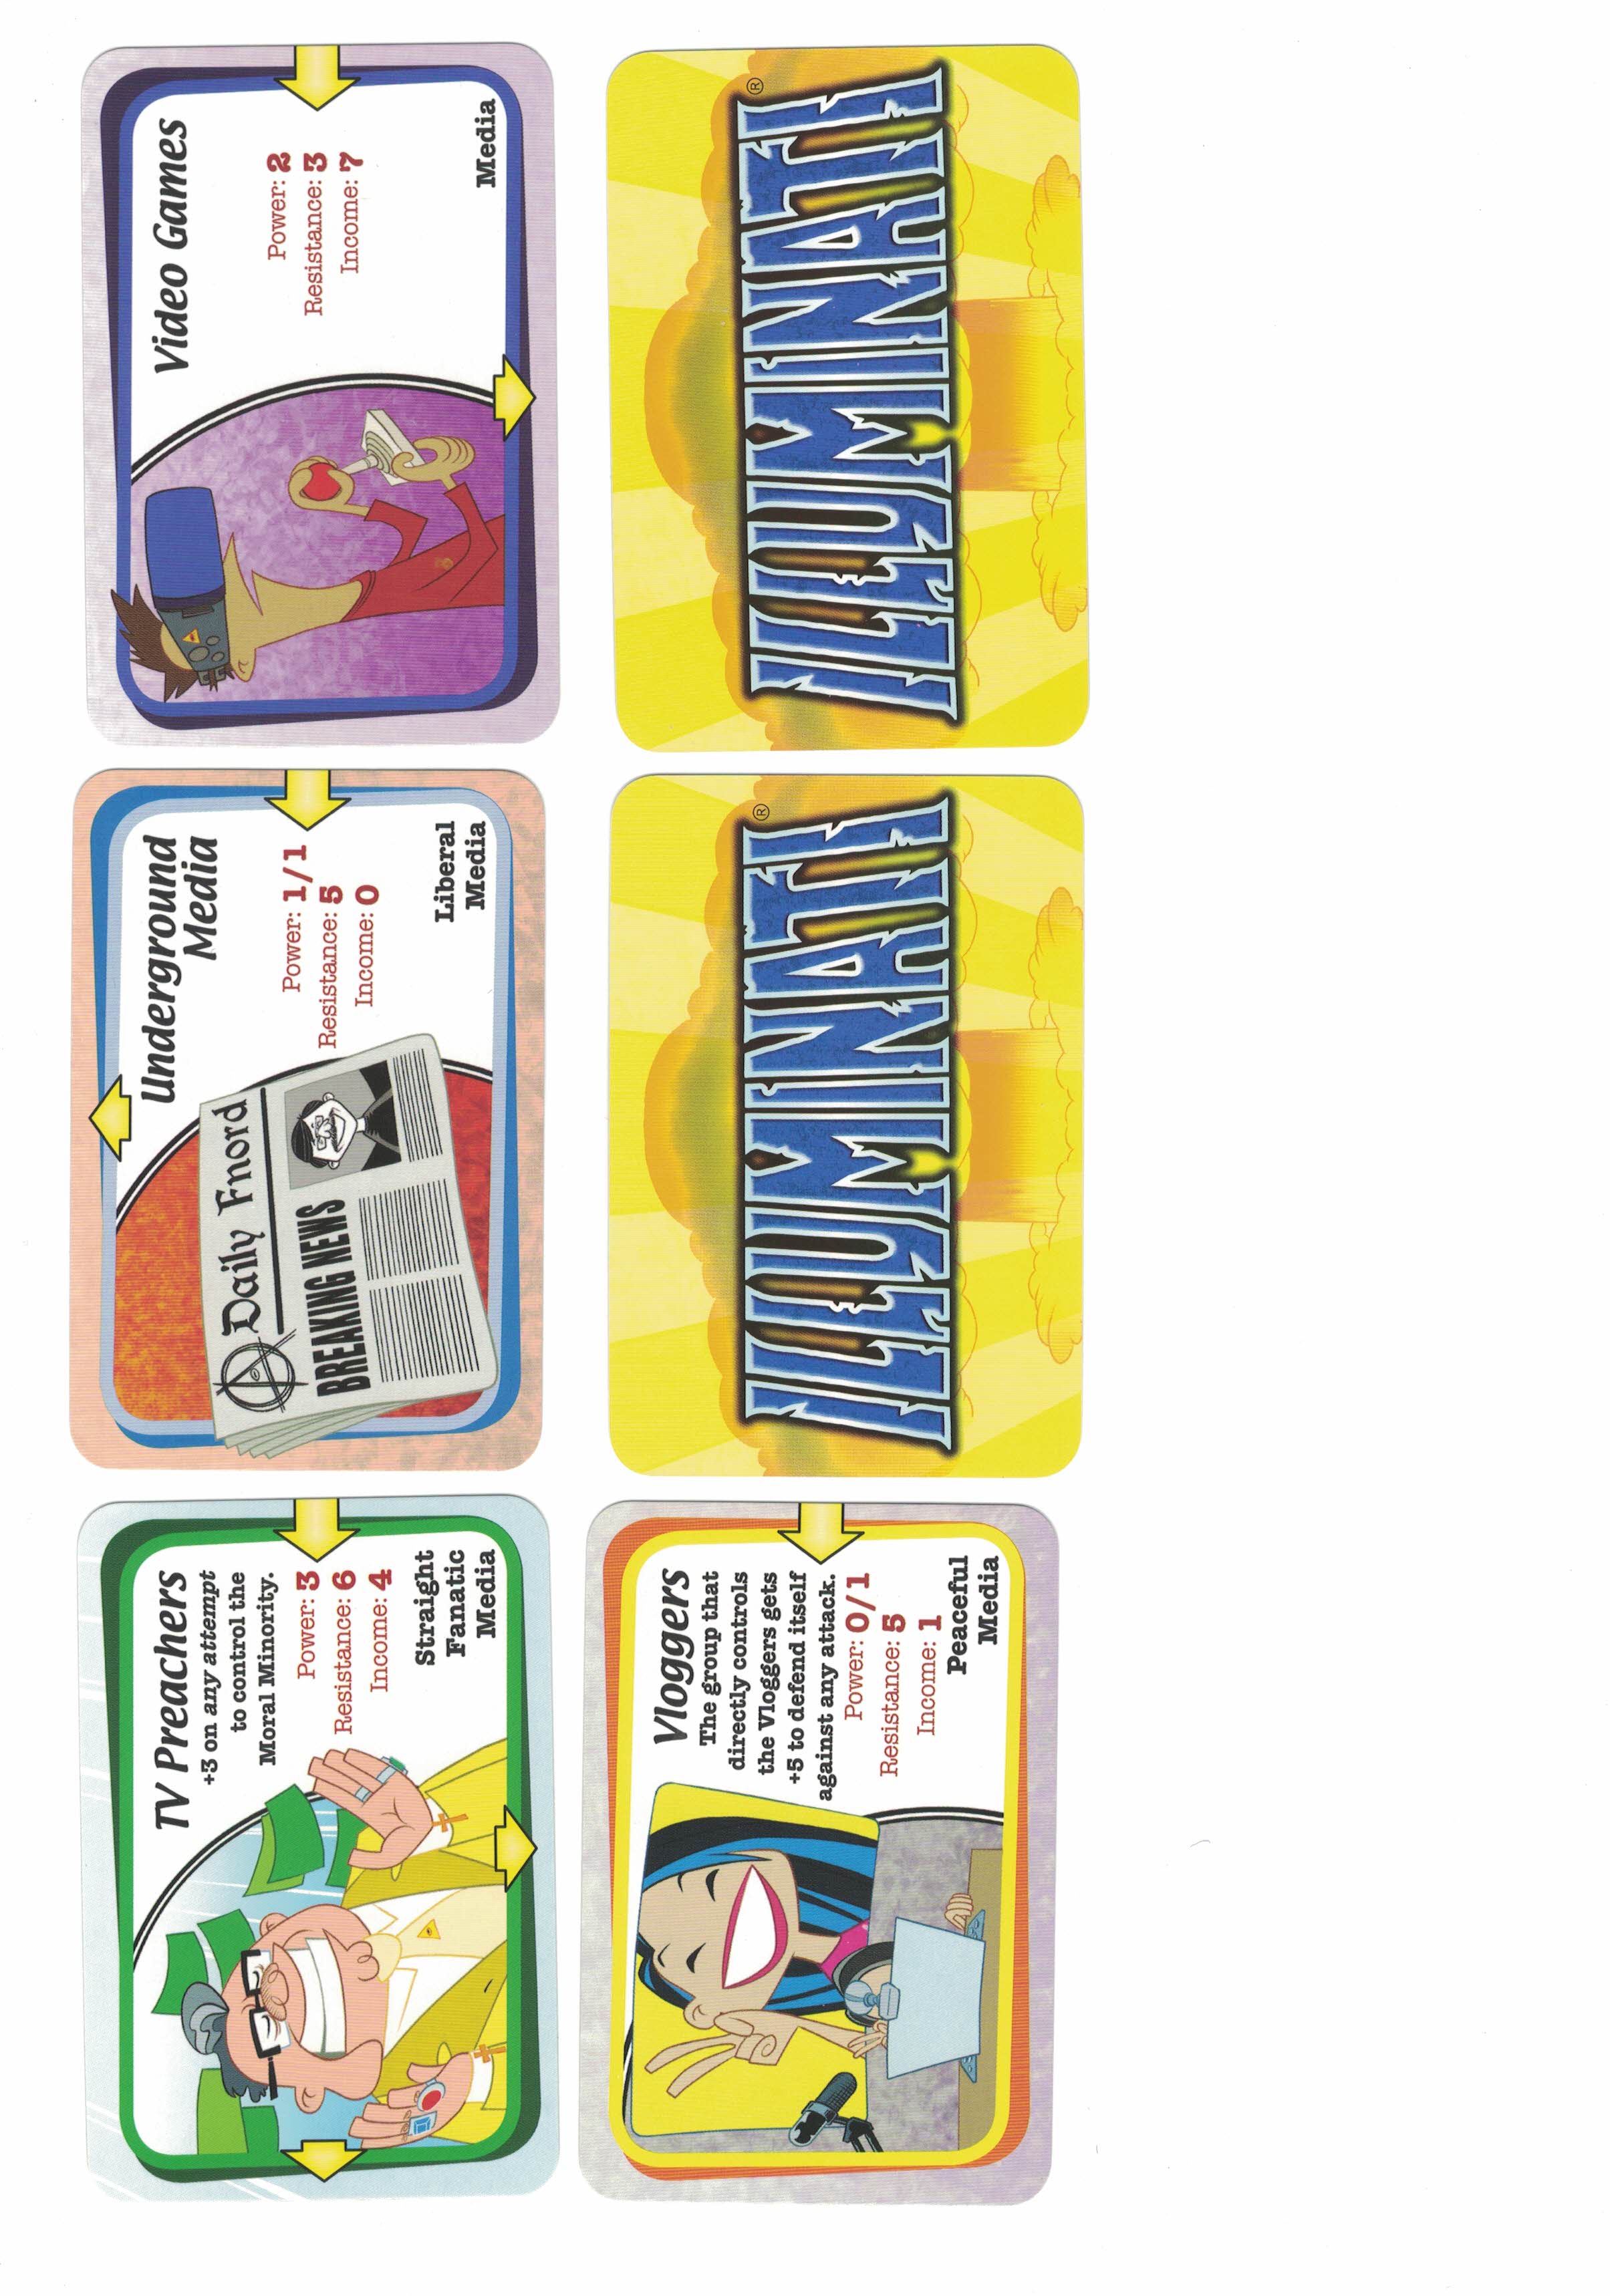 TV Preachers
+3 on any attempt
to control the
Moral Minority.
Power: 3
Resistance: 6
Income: 4
Straight
Fanatic
Media
Underground
Media
Daily Fnord
BREAKING NEWS
Power: 1/1
Resistance: 5
Income: 0
Liberal
Media
Video Games
Power: 2
Resistance: 3
Income: 7
Media
Vloggers
The group that
directly controls
the Vloggers gets
+5 to defend itself
against any attack.
Power: 0/1
Resistance: 5
Income: 1
Peaceful
Media
ILLUMINATI®
ILLUMINATI®